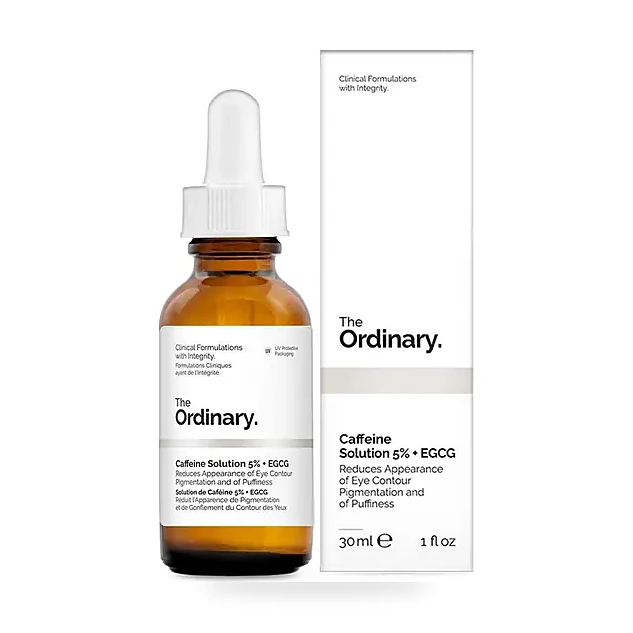 Clinical Formulations
with Integrity.
Formulations Cliniques
ayant de l'intégrité.
UV
UV Protective
Packaging
The
Ordinary.
Caffeine Solution 5% + EGCG
Reduces Appearance of Eye Contour
Pigmentation and of Puffiness
Solution de Caféine 5% + EGCG
Réduit l'Apparence de Pigmentation
et de Gonflement du Contour des Yeux
Clinical Formulations
with Integrity.
The
Ordinary.
Caffeine
Solution 5% + EGCG
Reduces Appearance
of Eye Contour
Pigmentation and
of Puffiness
30 ml ℮ 1 fl oz